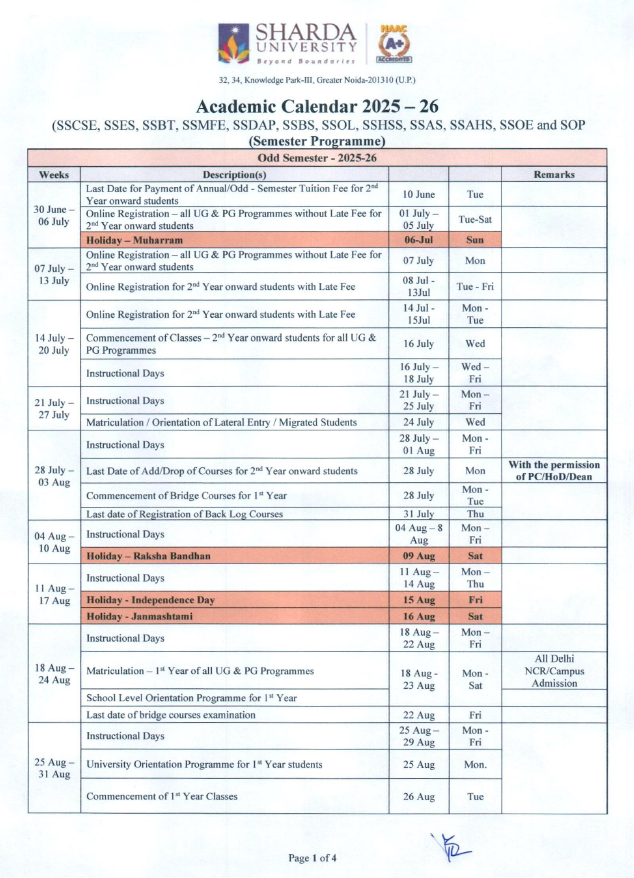 SHARDA
UNIVERSITY
Beyond Boundaries
NAAC
A+
ACCREDITED
32, 34, Knowledge Park-III, Greater Noida-201310 (U.P.)
Academic Calendar 2025 – 26
(SSCSE, SSES, SSBT, SSMFE, SSDAP, SSBS, SSOL, SSHSS, SSAS, SSAHS, SSOE and SOP
(Semester Programme)
Odd Semester - 2025-26
Weeks Description(s) Remarks
30 June –
06 July
Last Date for Payment of Annual/Odd - Semester Tuition Fee for 2nd
Year onward students
10 June Tue
Online Registration – all UG & PG Programmes without Late Fee for
2nd Year onward students
01 July –
05 July
Tue-Sat
Holiday – Muharram 06-Jul Sun
07 July –
13 July
Online Registration – all UG & PG Programmes without Late Fee for
2nd Year onward students
07 July Mon
Online Registration for 2nd Year onward students with Late Fee
08 Jul -
13Jul
Tue - Fri
14 July –
20 July
Online Registration for 2nd Year onward students with Late Fee
14 Jul -
15Jul
Mon -
Tue
Commencement of Classes – 2nd Year onward students for all UG &
PG Programmes
16 July Wed
Instructional Days
16 July –
18 July
Wed –
Fri
21 July –
27 July
Instructional Days
21 July –
25 July
Mon –
Fri
Matriculation / Orientation of Lateral Entry / Migrated Students 24 July Wed
28 July –
03 Aug
Instructional Days
28 July –
01 Aug
Mon -
Fri
Last Date of Add/Drop of Courses for 2nd Year onward students 28 July Mon
With the permission
of PC/HoD/Dean
Commencement of Bridge Courses for 1st Year 28 July
Mon -
Tue
Last date of Registration of Back Log Courses 31 July Thu
04 Aug –
10 Aug
Instructional Days
04 Aug – 8
Aug
Mon –
Fri
Holiday – Raksha Bandhan 09 Aug Sat
11 Aug –
17 Aug
Instructional Days
11 Aug –
14 Aug
Mon –
Thu
Holiday - Independence Day 15 Aug Fri
Holiday - Janmashtami 16 Aug Sat
18 Aug –
24 Aug
Instructional Days
18 Aug –
22 Aug
Mon –
Fri
Matriculation – 1st Year of all UG & PG Programmes
18 Aug -
23 Aug
Mon -
Sat
All Delhi
NCR/Campus
Admission
School Level Orientation Programme for 1st Year
Last date of bridge courses examination 22 Aug Fri
25 Aug –
31 Aug
Instructional Days
25 Aug –
29 Aug
Mon -
Fri
University Orientation Programme for 1st Year students 25 Aug Mon.
Commencement of 1st Year Classes 26 Aug Tue
Page 1 of 4